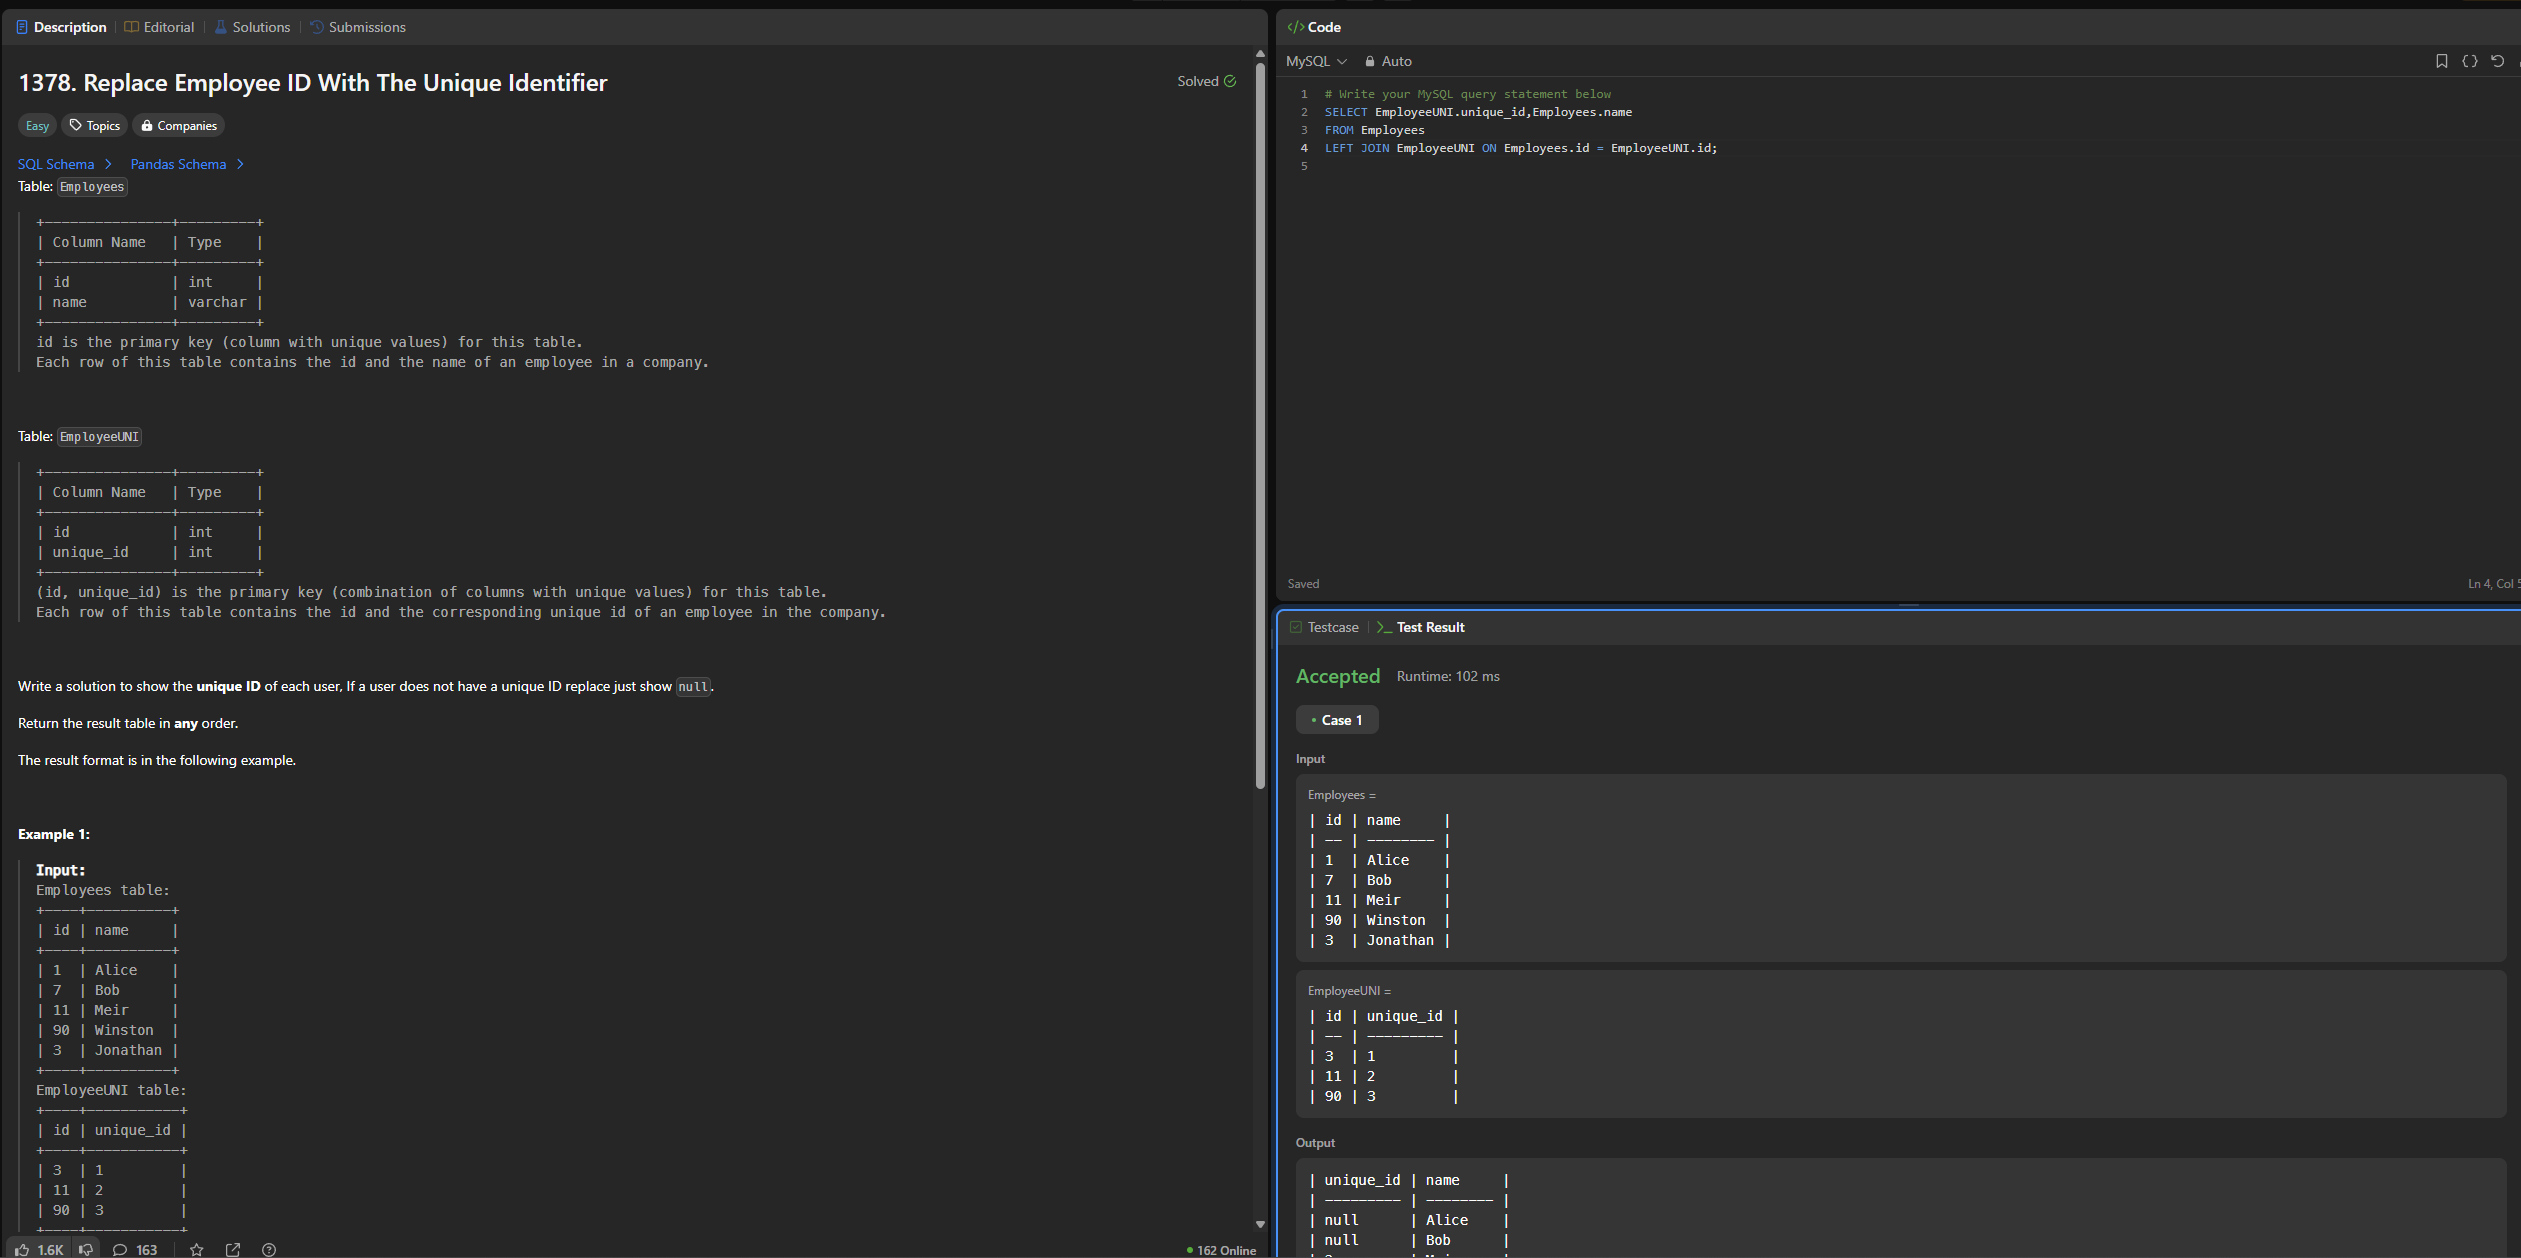 Description | Editorial | Solutions | Submissions
1378. Replace Employee ID With The Unique Identifier
Solved
Easy Topics Companies
SQL Schema > Pandas Schema >
Table: Employees
+---------------+---------+
| Column Name   | Type    |
+---------------+---------+
| id            | int     |
| name          | varchar |
+---------------+---------+
id is the primary key (column with unique values) for this table.
Each row of this table contains the id and the name of an employee in a company.
Table: EmployeeUNI
+---------------+---------+
| Column Name   | Type    |
+---------------+---------+
| id            | int     |
| unique_id     | int     |
+---------------+---------+
(id, unique_id) is the primary key (combination of columns with unique values) for this table.
Each row of this table contains the id and the corresponding unique id of an employee in the company.
Write a solution to show the unique ID of each user, If a user does not have a unique ID replace just show null.
Return the result table in any order.
The result format is in the following example.
Example 1:
Input:
Employees table:
+----+----------+
| id | name     |
+----+----------+
| 1  | Alice    |
| 7  | Bob      |
| 11 | Meir     |
| 90 | Winston  |
| 3  | Jonathan |
+----+----------+
EmployeeUNI table:
+----+-----------+
| id | unique_id |
+----+-----------+
| 3  | 1         |
| 11 | 2         |
| 90 | 3         |
+----+-----------+
1.6K 163
162 Online
</> Code
MySQL Auto
1 # Write your MySQL query statement below
2 SELECT EmployeeUNI.unique_id,Employees.name
3 FROM Employees
4 LEFT JOIN EmployeeUNI ON Employees.id = EmployeeUNI.id;
5
Saved
Ln 4, Col
Testcase | >_ Test Result
Accepted Runtime: 102 ms
• Case 1
Input
Employees =
| id | name     |
| -- | -------- |
| 1  | Alice    |
| 7  | Bob      |
| 11 | Meir     |
| 90 | Winston  |
| 3  | Jonathan |
EmployeeUNI =
| id | unique_id |
| -- | --------- |
| 3  | 1         |
| 11 | 2         |
| 90 | 3         |
Output
| unique_id | name     |
| --------- | -------- |
| null      | Alice    |
| null      | Bob      |